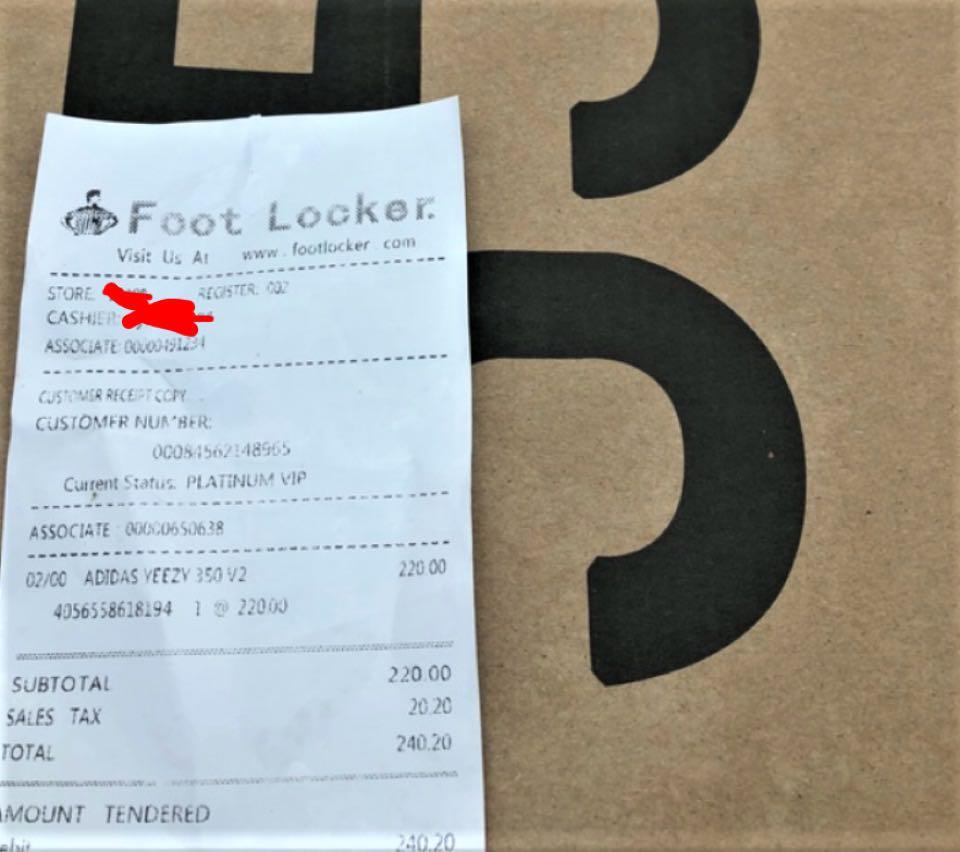 Foot Locker.
Visit Us At www.footlocker.com
STORE: REGISTER: 002
CASHIER:
ASSOCIATE: 00000491234
CUSTOMER RECEIPT COPY
CUSTOMER NUMBER:
00084562148965
Current Status: PLATINUM VIP
ASSOCIATE : 00000650638
02/00 ADIDAS YEEZY 350 V2 220.00
4056558618194 1 @ 220.00
SUBTOTAL 220.00
SALES TAX 20.20
TOTAL 240.20
AMOUNT TENDERED
ebit 240.20